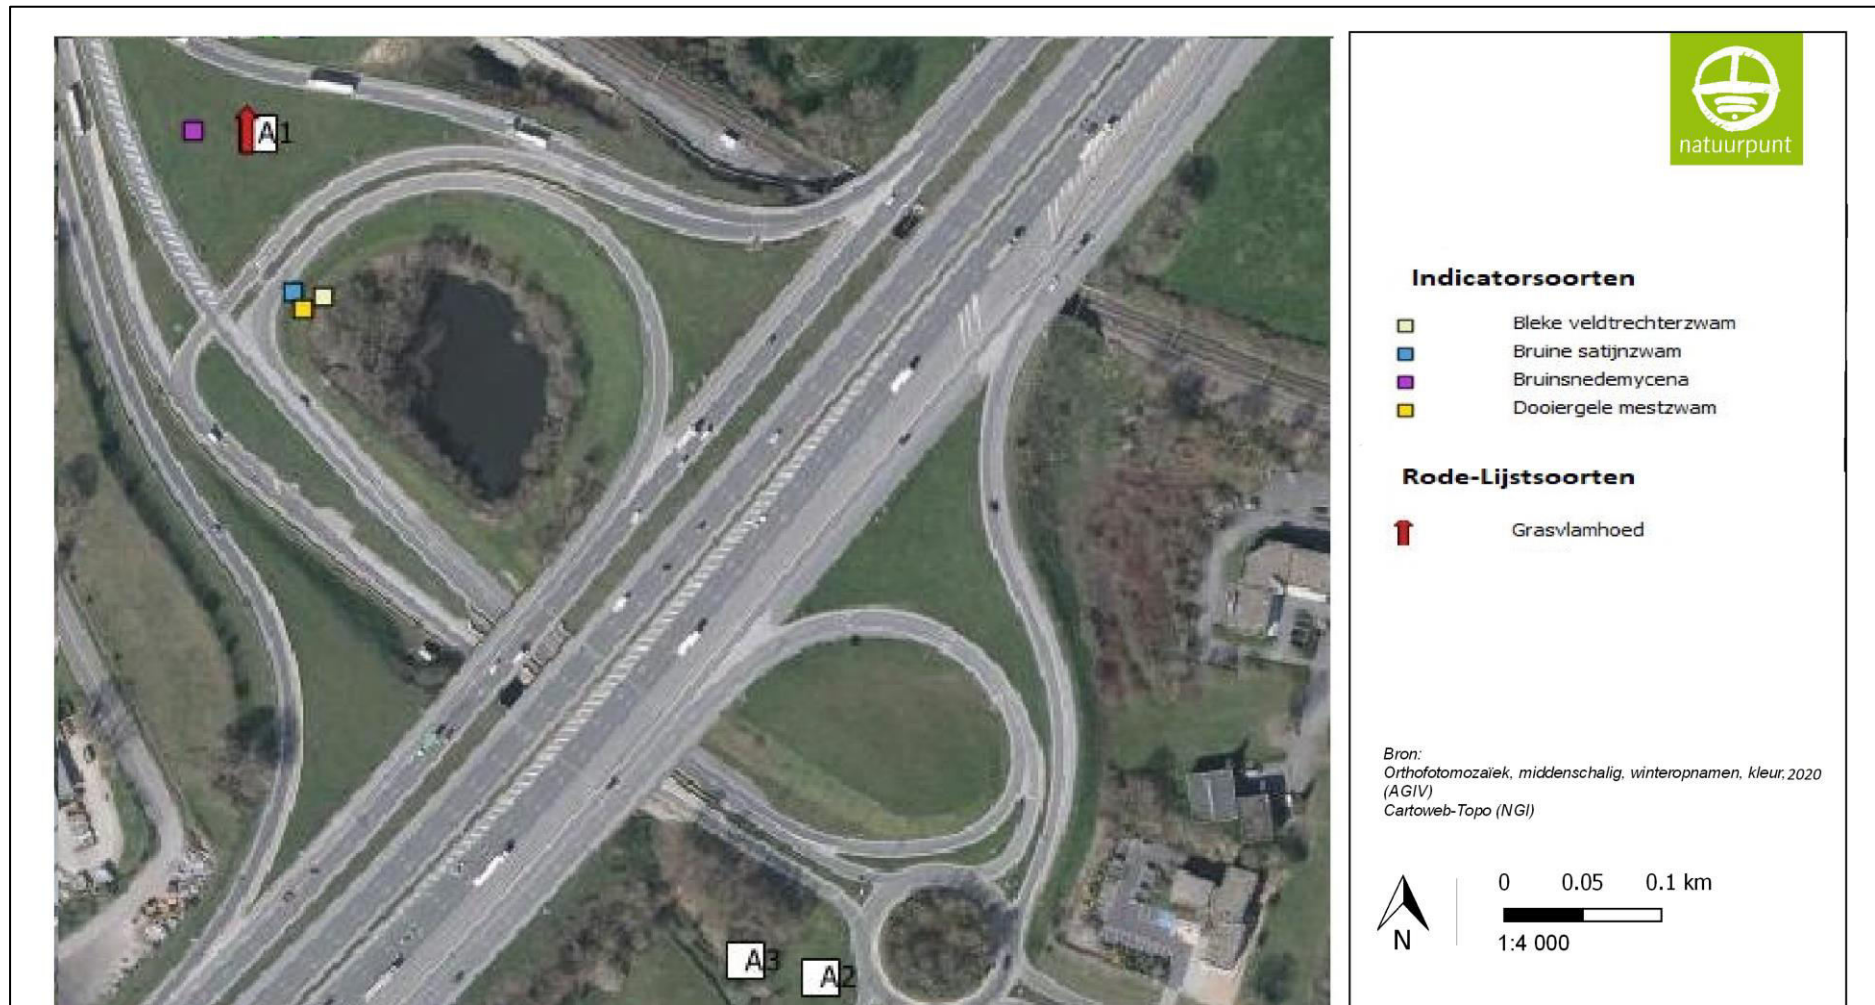 A1
A3
A2
natuurpunt
Indicatorsoorten
Bleke veldtrechterzwam
Bruine satijnzwam
Bruinsnedemycena
Dooiergele mestzwam
Rode-Lijstsoorten
Grasvlamhoed
Bron:
Orthofotomozaïek, middenschalig, winteropnamen, kleur,2020
(AGIV)
Cartoweb-Topo (NGI)
0 0.05 0.1 km
1:4 000
N